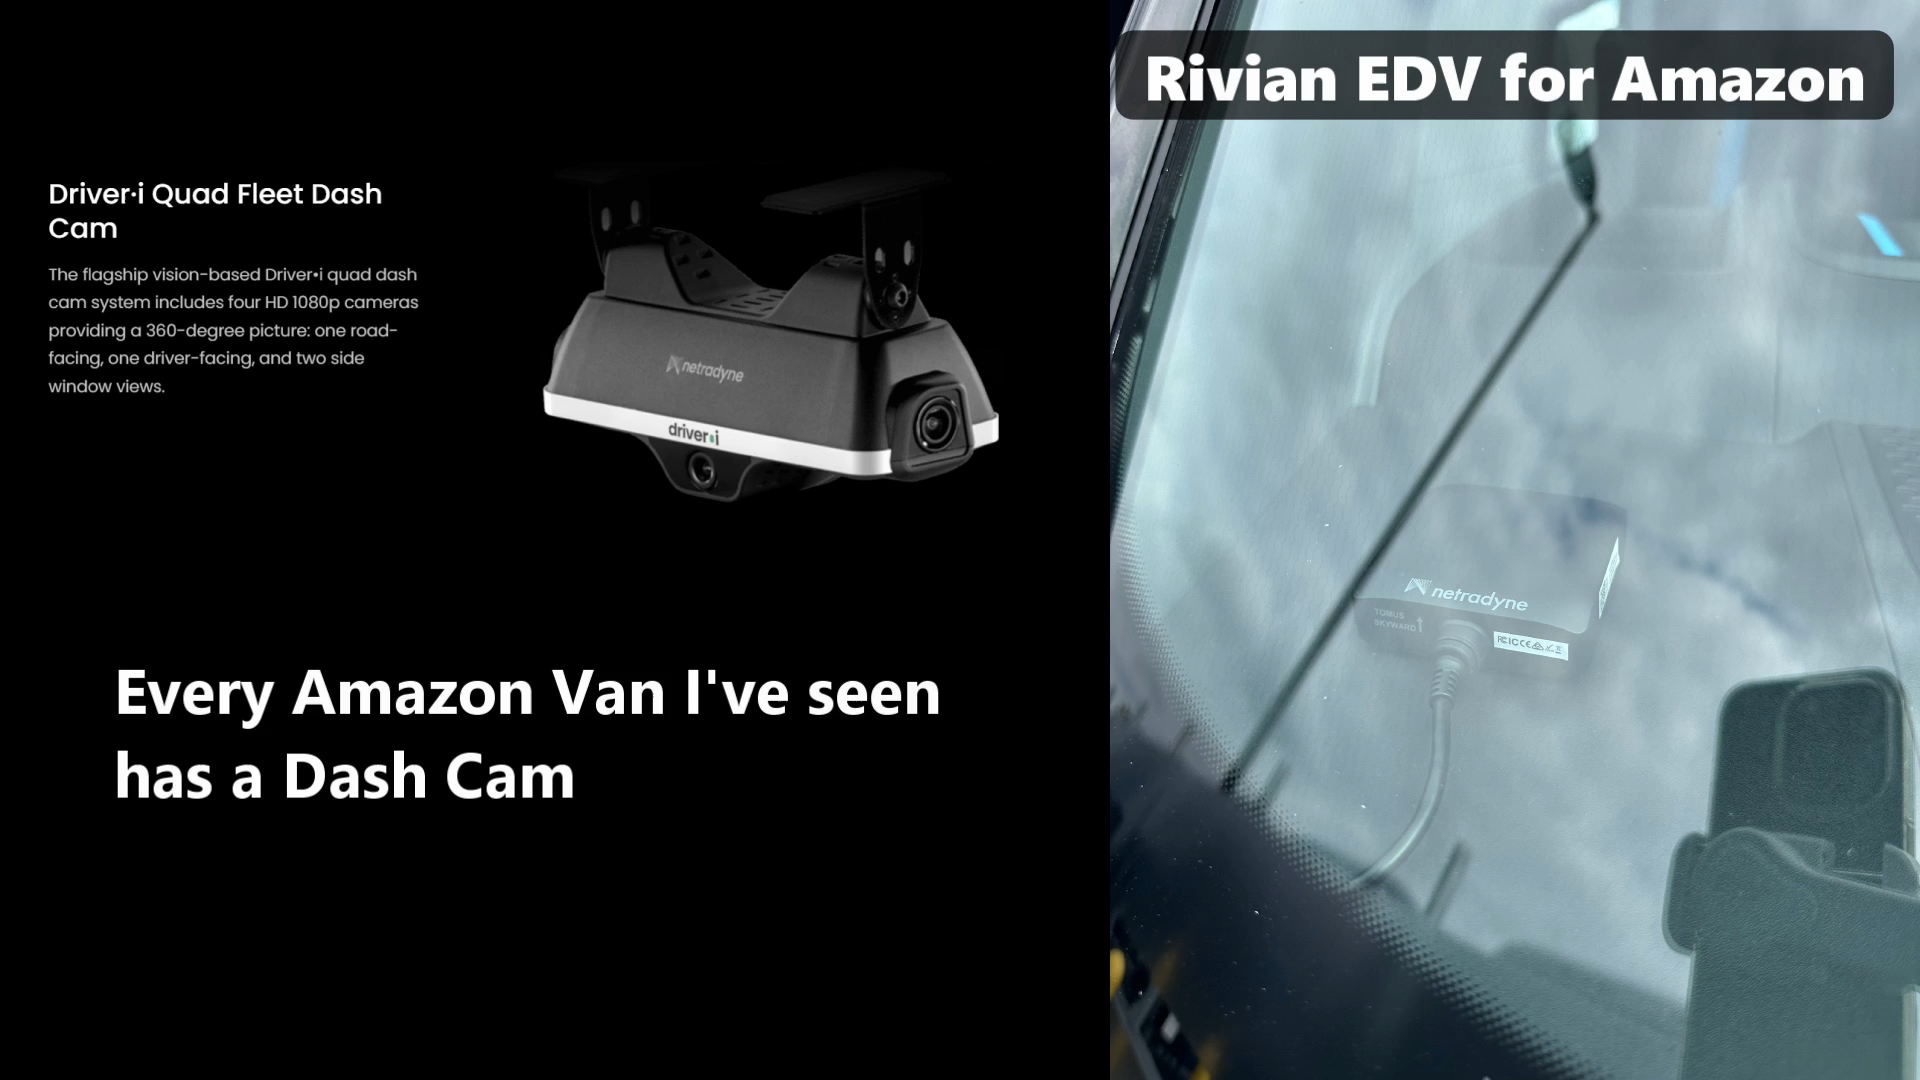 Driver·i Quad Fleet Dash
Cam
The flagship vision-based Driver•i quad dash
cam system includes four HD 1080p cameras
providing a 360-degree picture: one road-
facing, one driver-facing, and two side
window views.
netradyne
driver•i
Every Amazon Van I've seen
has a Dash Cam
Rivian EDV for Amazon
netradyne
TOMUS
SKYWARD